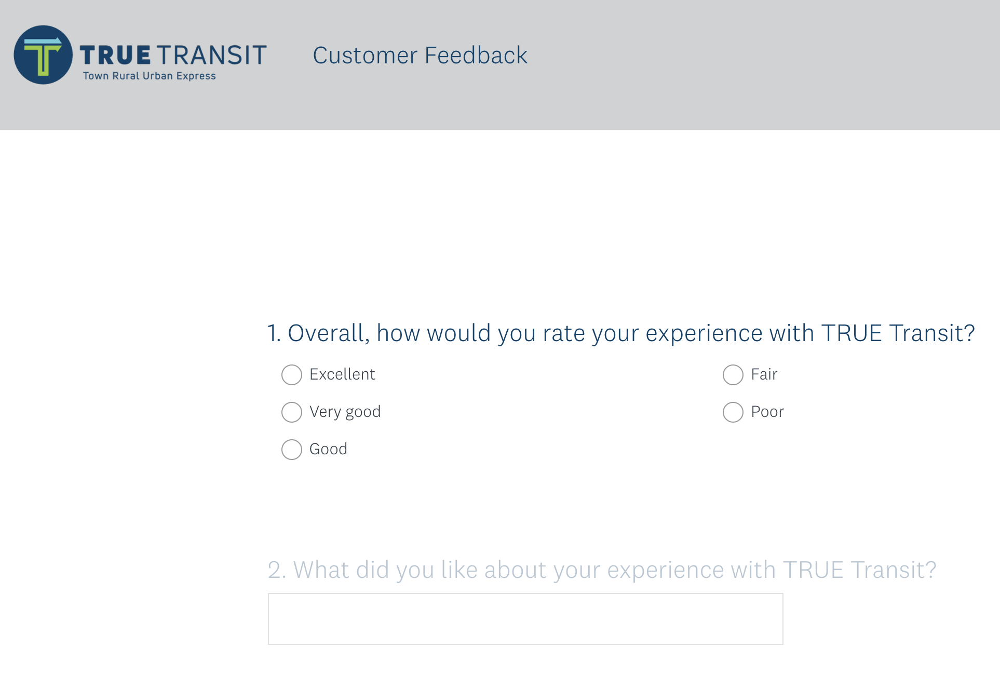 TRUE TRANSIT
Town Rural Urban Express
Customer Feedback
1. Overall, how would you rate your experience with TRUE Transit?
Excellent
Very good
Good
Fair
Poor
2. What did you like about your experience with TRUE Transit?